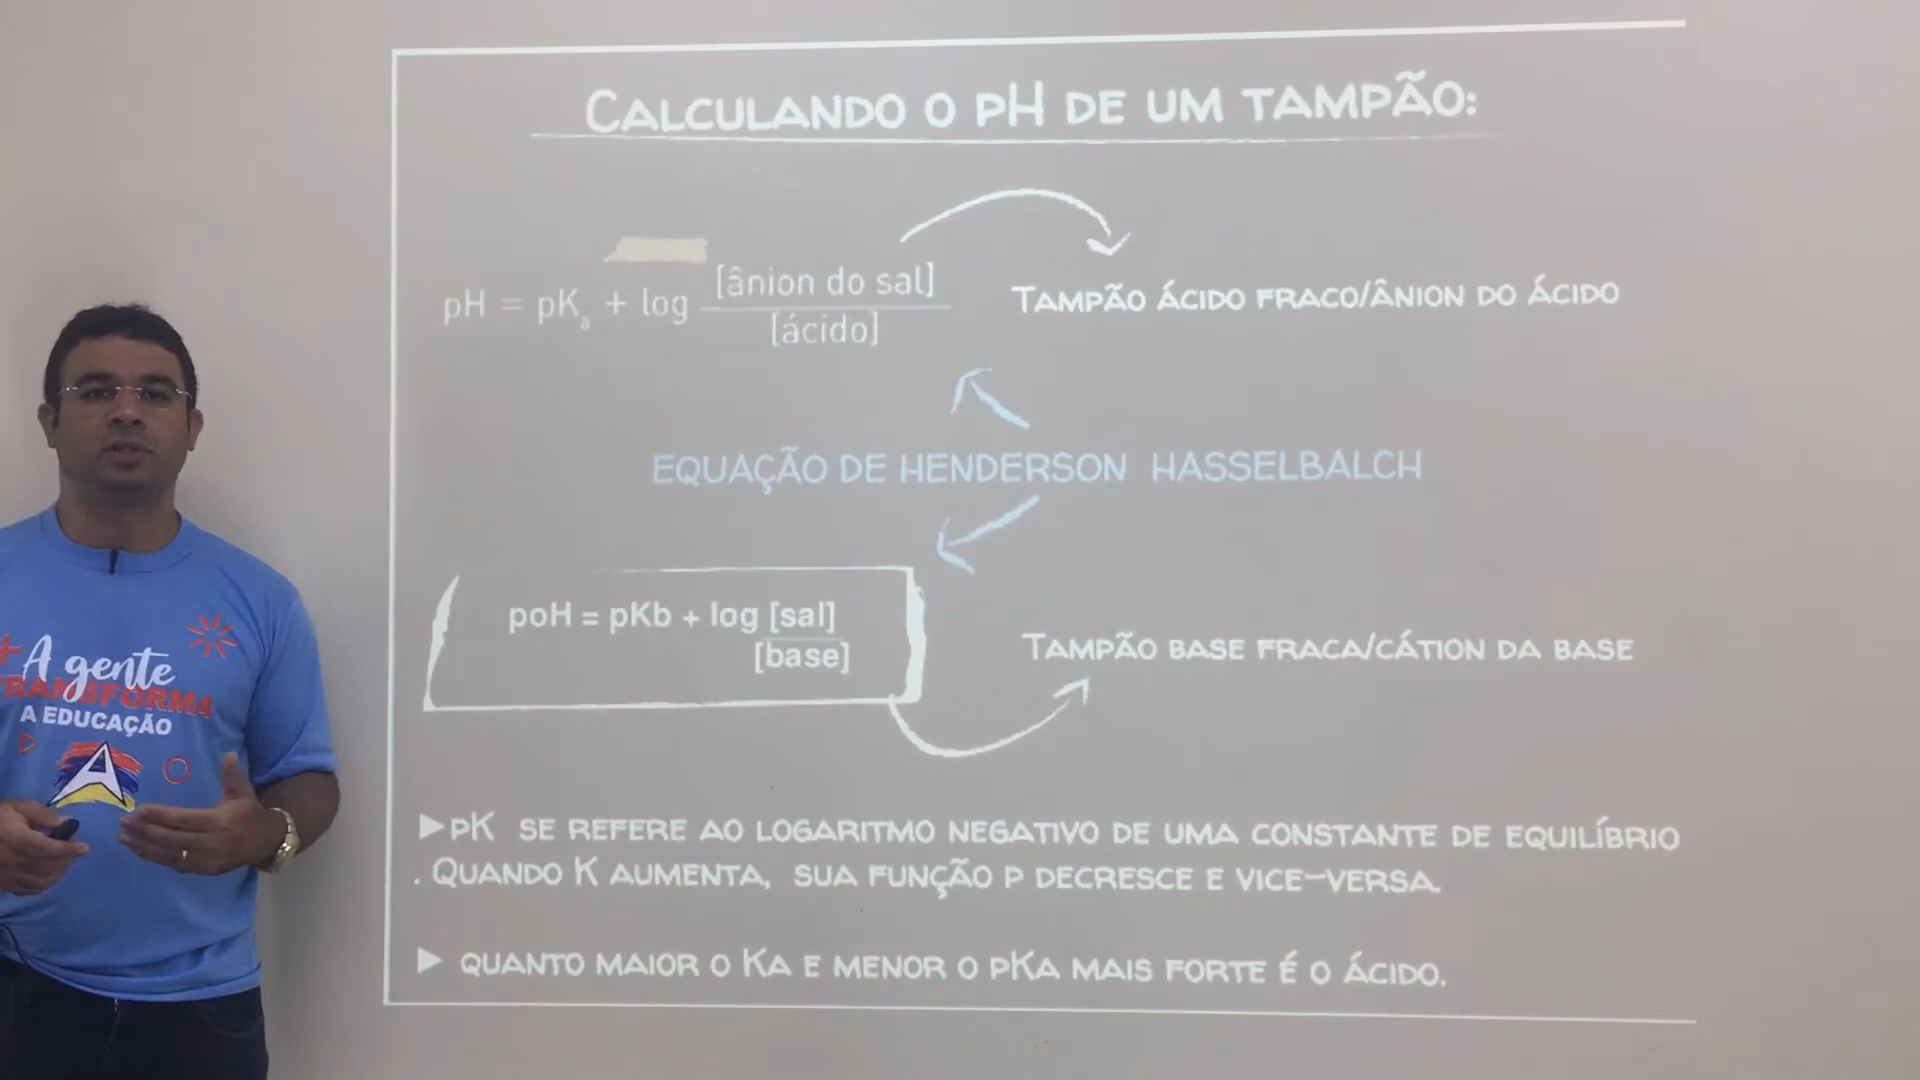 CALCULANDO O pH DE UM TAMPÃO:
pH = pKa + log [ânion do sal]
[ácido]
TAMPÃO ÁCIDO FRACO/ÂNION DO ÁCIDO
EQUAÇÃO DE HENDERSON HASSELBALCH
poH = pKb + log [sal]
[base]
TAMPÃO BASE FRACA/CÁTION DA BASE
►PK SE REFERE AO LOGARITMO NEGATIVO DE UMA CONSTANTE DE EQUILÍBRIO
. QUANDO K AUMENTA, SUA FUNÇÃO P DECRESCE E VICE-VERSA.
► QUANTO MAIOR O KA E MENOR O PKA MAIS FORTE É O ÁCIDO.
A gente
TRANSFORMA
A EDUCAÇÃO